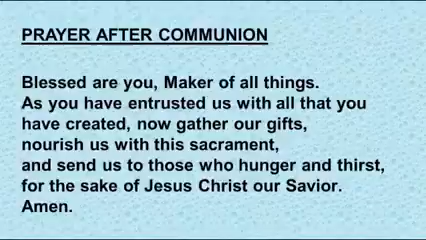 PRAYER AFTER COMMUNION
Blessed are you, Maker of all things.
As you have entrusted us with all that you
have created, now gather our gifts,
nourish us with this sacrament,
and send us to those who hunger and thirst,
for the sake of Jesus Christ our Savior.
Amen.